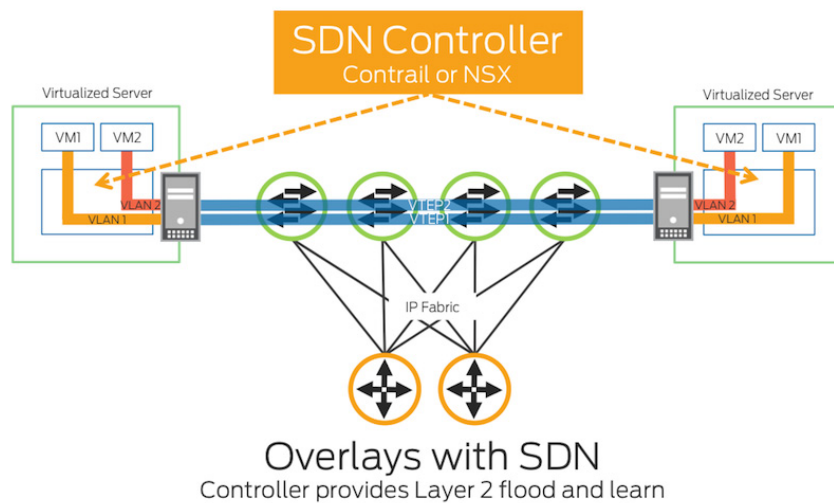 SDN Controller
Contrail or NSX
Virtualized Server
Virtualized Server
VM1 VM2
VM2 VM1
VLAN 2
VLAN 1
VTEP2
VTEP1
VLAN 2
VLAN 1
IP Fabric
Overlays with SDN
Controller provides Layer 2 flood and learn